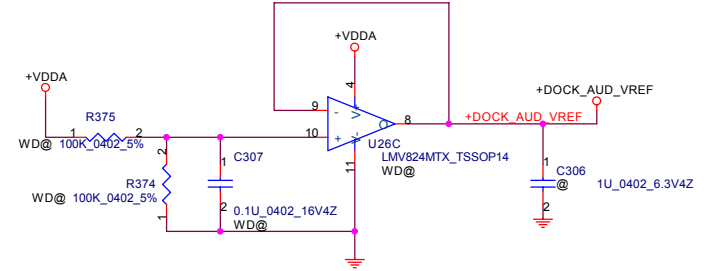 +VDDA
+VDDA
+DOCK_AUD_VREF
4
V+
9
-
R375
O
8
+DOCK_AUD_VREF
1
2
10
+
WD@ 100K_0402_5%
V-
U26C
2
C307
1
LMV824MTX_TSSOP14
11
WD@
1
C306
R374
@
1U_0402_6.3V4Z
WD@ 100K_0402_5%
2
2
1
0.1U_0402_16V4Z
WD@